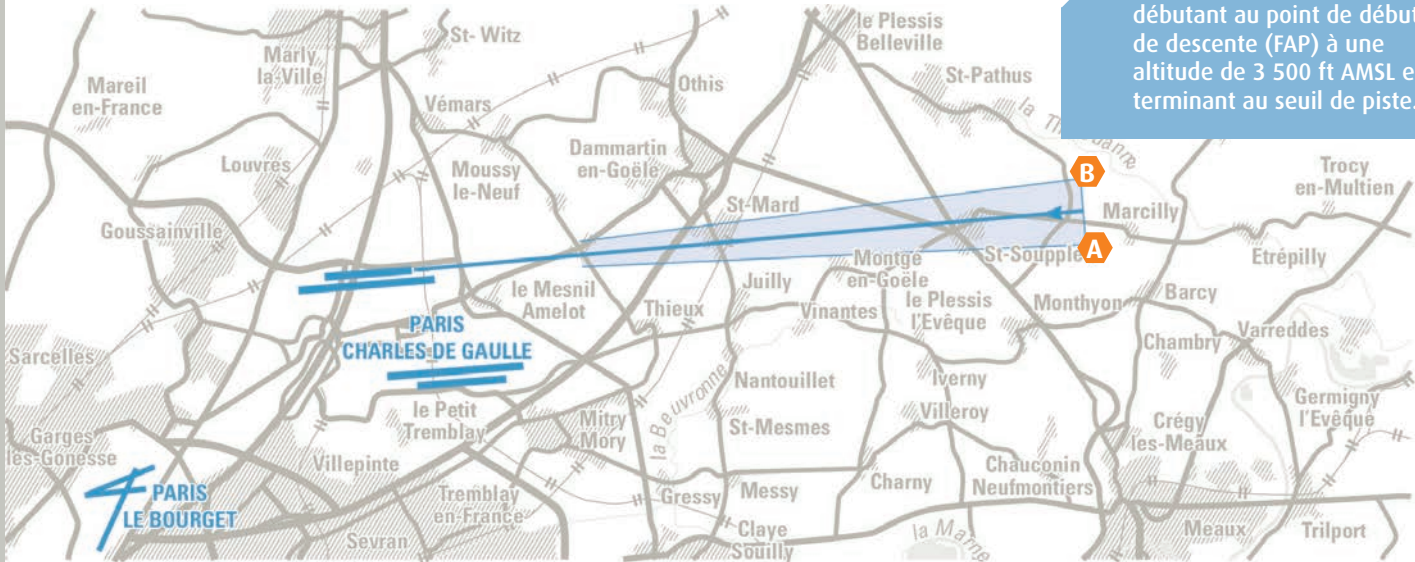 débutant au point de début
de descente (FAP) à une
altitude de 3 500 ft AMSL e
terminant au seuil de piste.
le Plessis
Belleville
St- Witz
Marly
la Ville
St-Pathus
Othis
Mareil
en-France
Vémars
Dammartin
en-Goële
Louvres
Moussy
le-Neuf
B
Trocy
en-Multien
St-Mard
Marcilly
Goussainville
A
St-Souppl
Etrépilly
Montge
en-Goële
Juilly
le Mesnil
Amelot
Thieux
Vinantes
le Plessis
l'Evêque
Monthyon
Barcy
PARIS
CHARLES DE GAULLE
Varreddes
Chambry
Sarcelles
Nantouillet
Iverny
la Beuvronne
Germigny
l'Evêque
le Petit
Tremblay
Mitry
Mory
St-Mesmes
Villeroy
Crégy
les-Meaux
Garges
les-Gonesse
Villepinte
Chauconin
Neufmontiers
PARIS
LE BOURGET
Tremblay
en-France
Gressy
Messy
Charny
Sevran
Claye
Souilly
la Marne
Meaux
Trilport